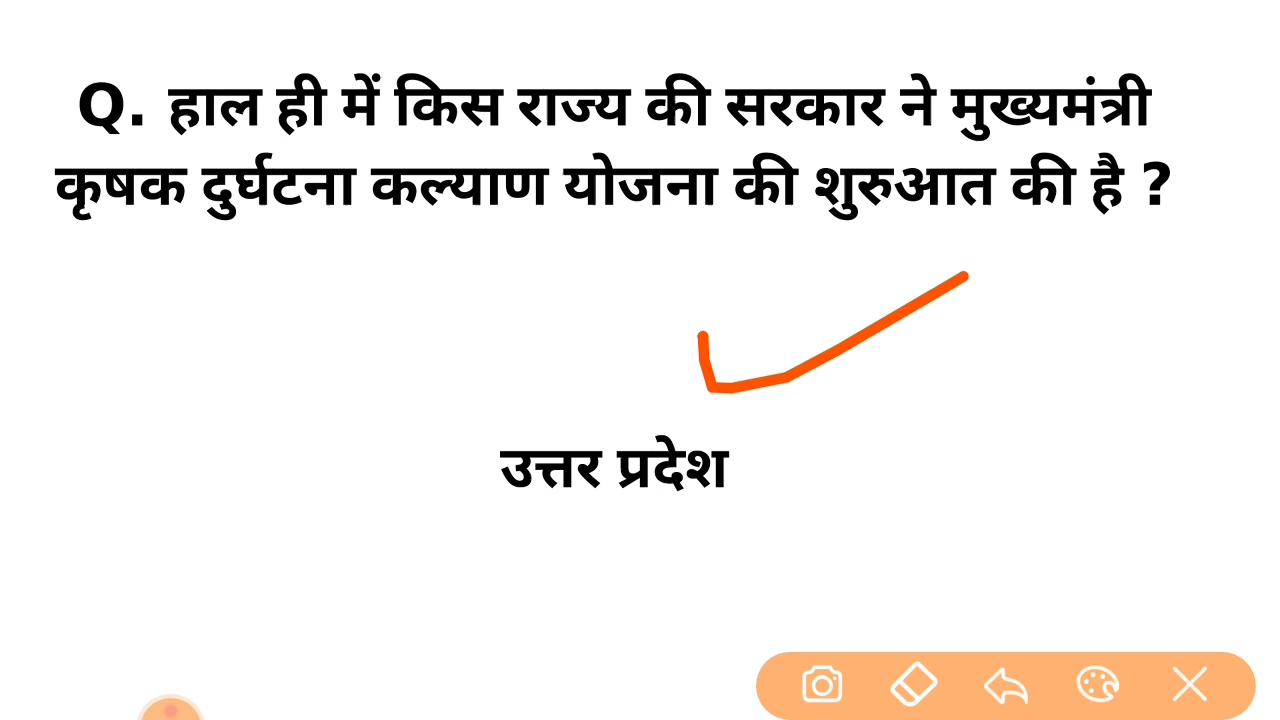 Q. हाल ही में किस राज्य की सरकार ने मुख्यमंत्री
कृषक दुर्घटना कल्याण योजना की शुरुआत की है ?
उत्तर प्रदेश